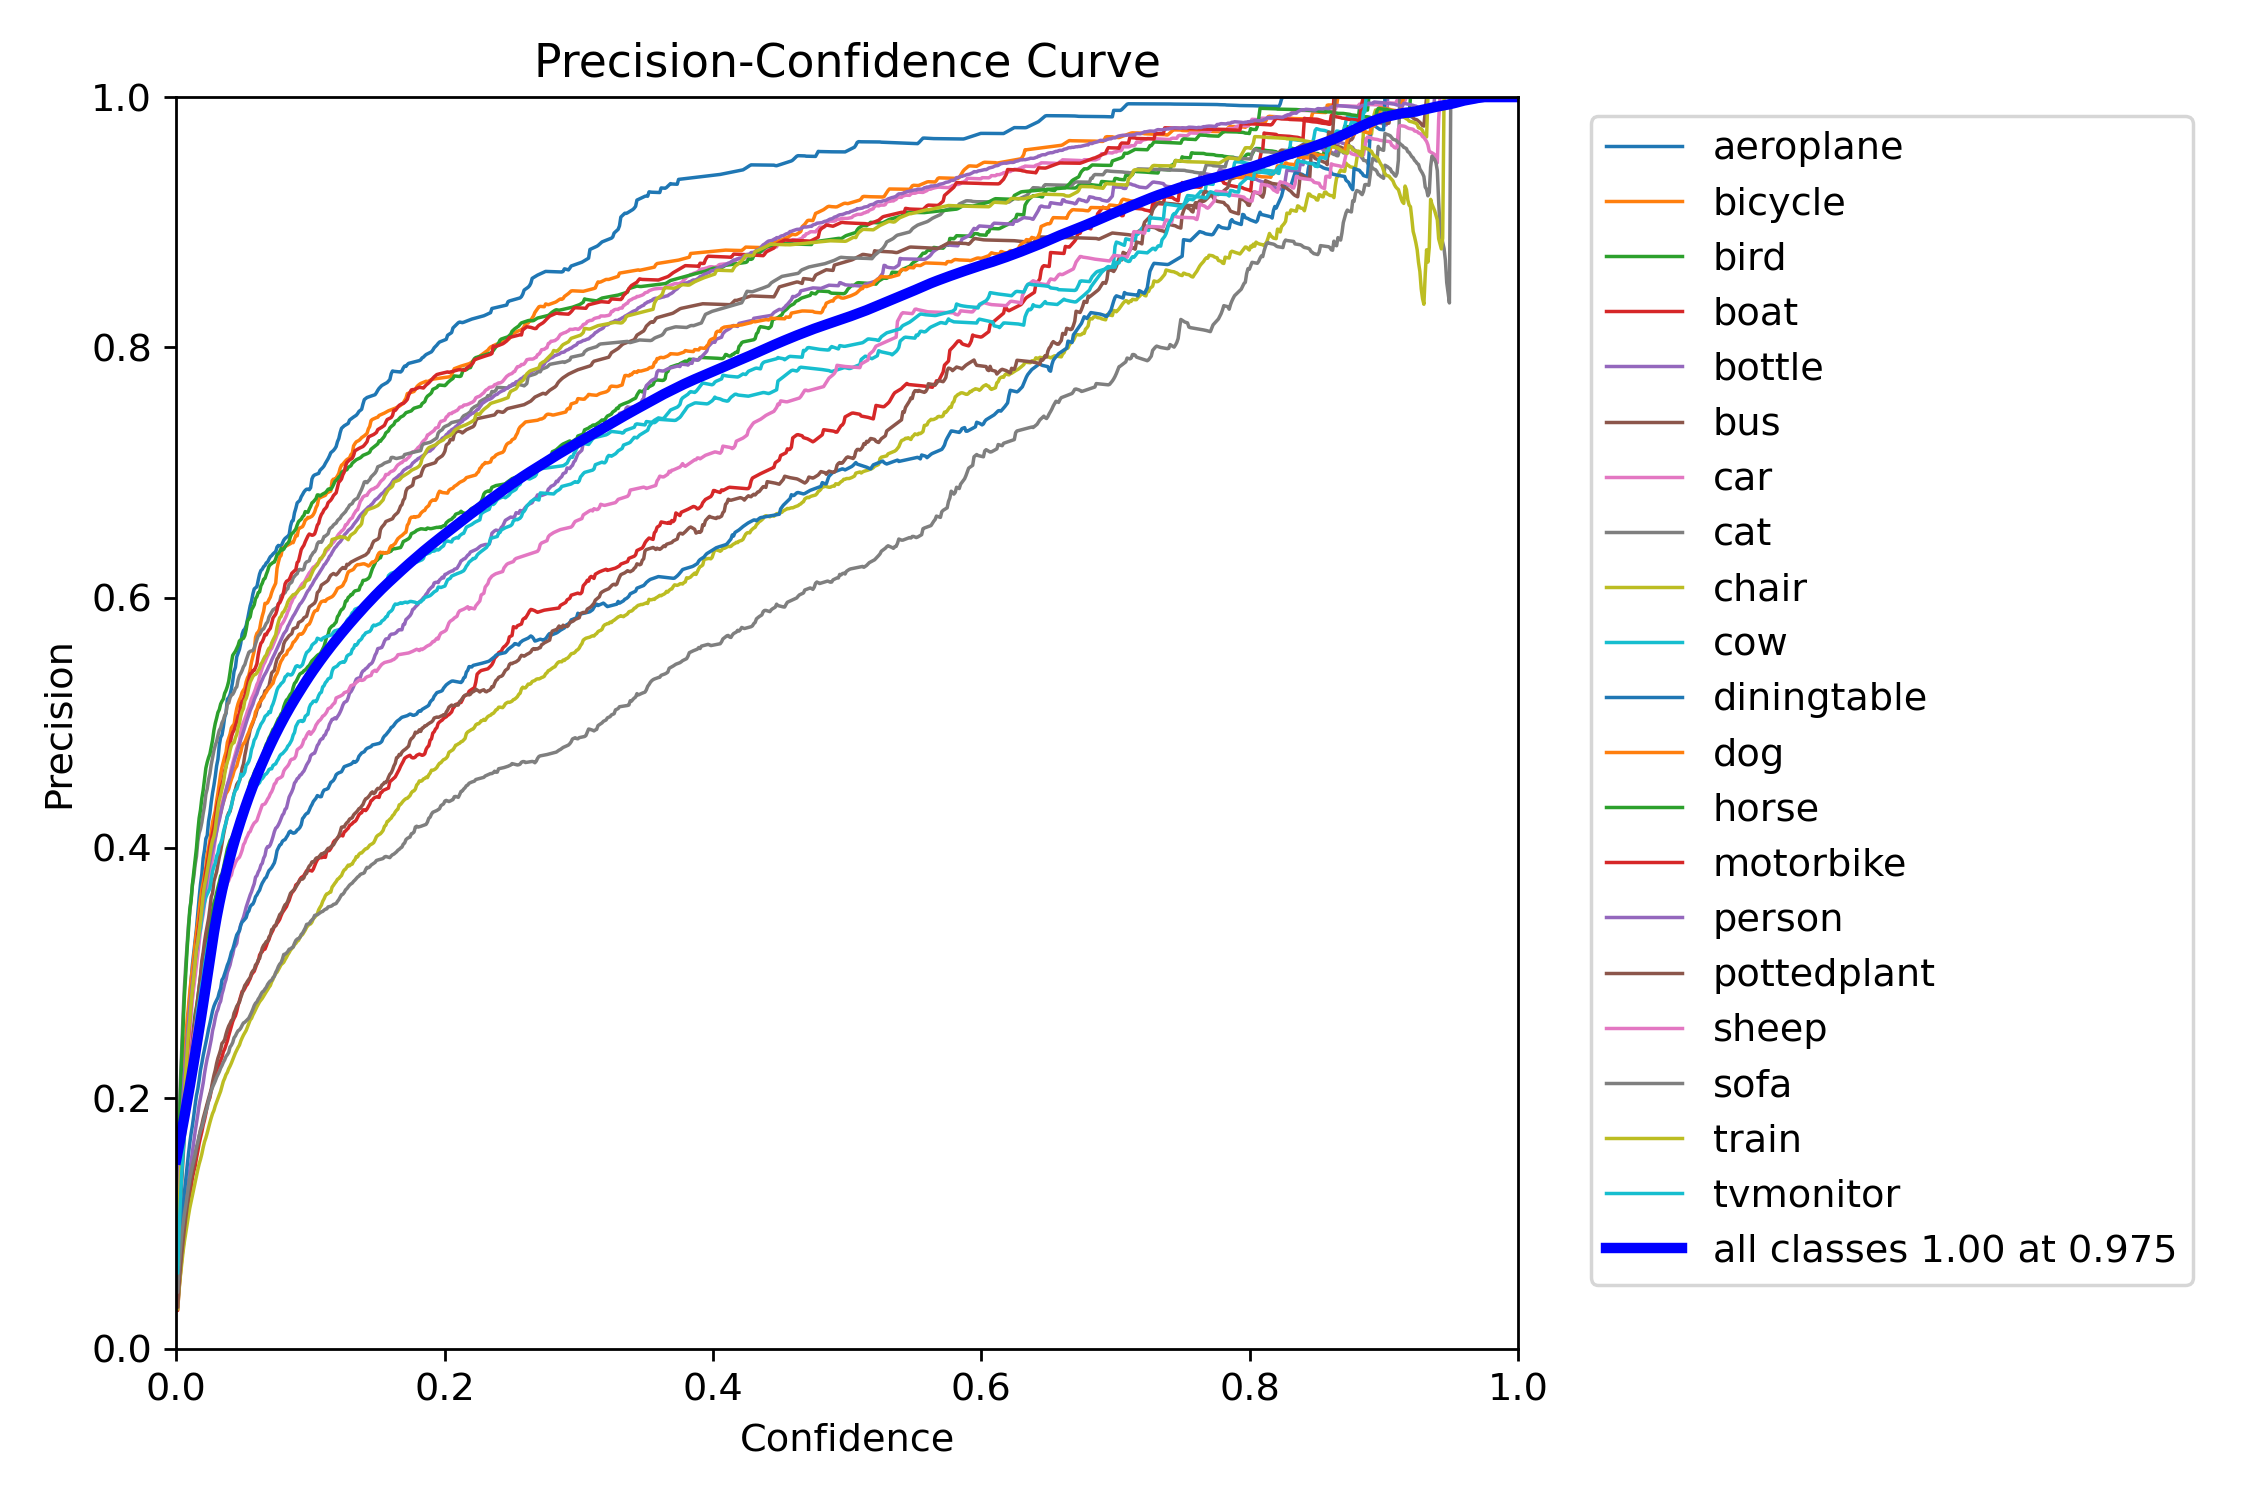 Precision-Confidence Curve
1.0
0.8
0.6
0.4
0.2
0.0
Precision
0.0 0.2 0.4 0.6 0.8 1.0
Confidence
aeroplane
bicycle
bird
boat
bottle
bus
car
cat
chair
cow
diningtable
dog
horse
motorbike
person
pottedplant
sheep
sofa
train
tvmonitor
all classes 1.00 at 0.975